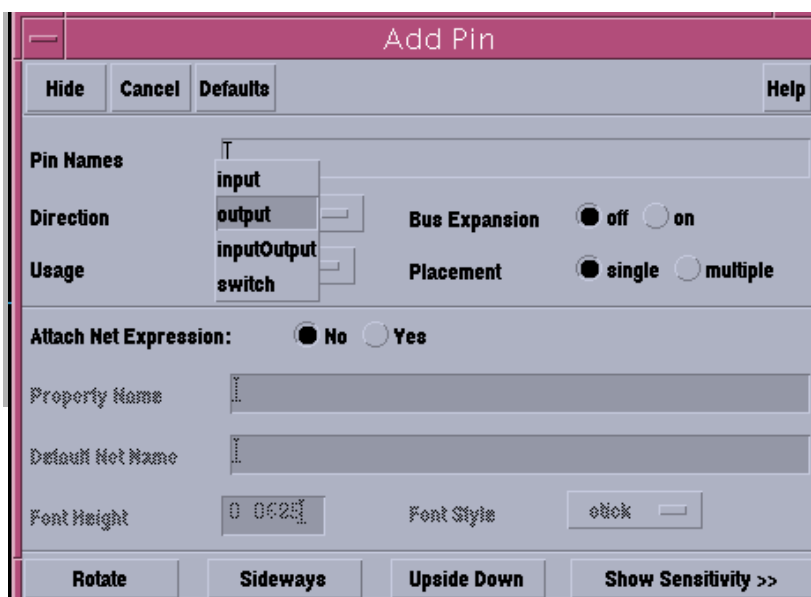 Add Pin
Hide Cancel Defaults Help
Pin Names
input
Direction output Bus Expansion off on
inputOutput
Usage Placement single multiple
switch
Attach Net Expression: No Yes
Property Name
Default Net Name
Font Height 0.0625 Font Style stick
Rotate Sideways Upside Down Show Sensitivity >>